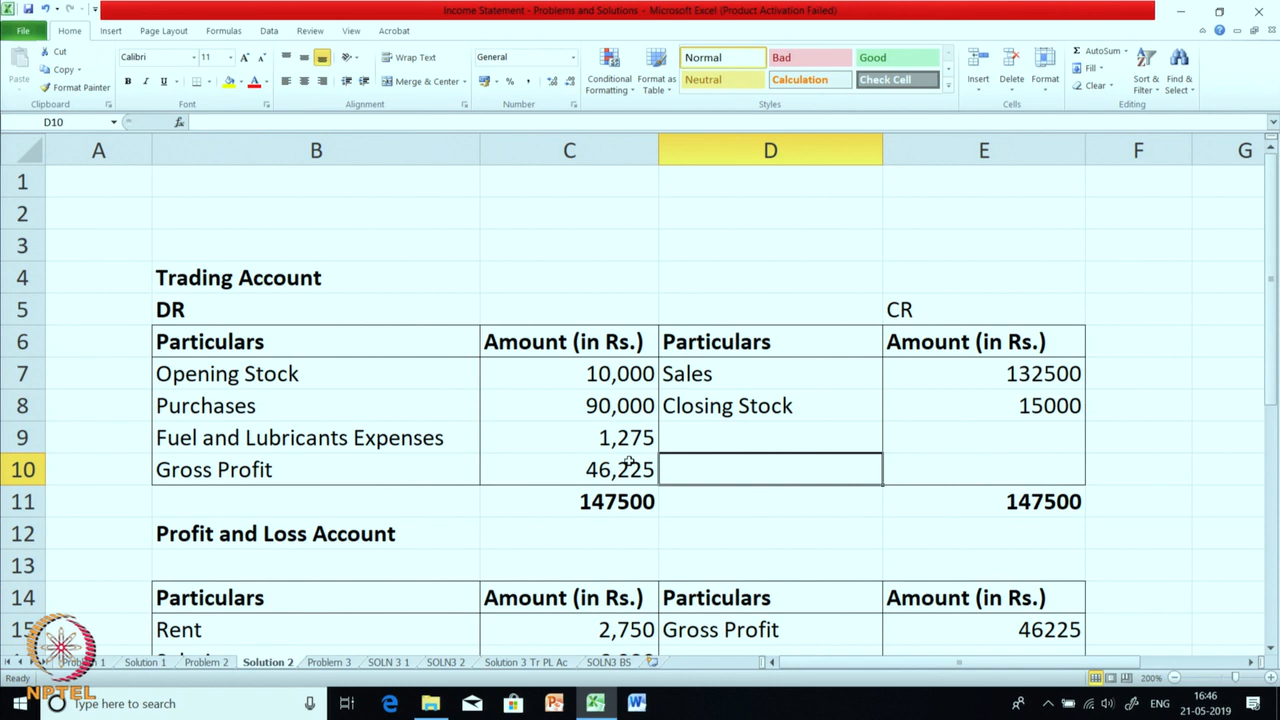 Income Statement - Problems and Solutions - Microsoft Excel (Product Activation Failed)
File Home Insert Page Layout Formulas Data Review View Acrobat
Cut
Copy
Format Painter
Paste
Clipboard
Calibri 11
B I U
Font
Wrap Text
Merge & Center
Alignment
General
Number
Conditional Formatting
Format as Table
Normal Bad Good
Neutral Calculation Check Cell
Styles
Insert Delete Format
Cells
AutoSum
Fill
Clear
Sort & Filter
Find & Select
Editing
D10 fx
A B C D E F G
1
2
3
4 Trading Account
5 DR CR
6 Particulars Amount (in Rs.) Particulars Amount (in Rs.)
7 Opening Stock 10,000 Sales 132500
8 Purchases 90,000 Closing Stock 15000
9 Fuel and Lubricants Expenses 1,275
10 Gross Profit 46,225
11 147500 147500
12 Profit and Loss Account
13
14 Particulars Amount (in Rs.) Particulars Amount (in Rs.)
15 Rent 2,750 Gross Profit 46225
Solution 1 Problem 2 Solution 2 Problem 3 SOLN 3 1 SOLN3 2 Solution 3 Tr PL Ac SOLN3 BS
Ready 200%
NPTEL
Type here to search
ENG
16:46
21-05-2019